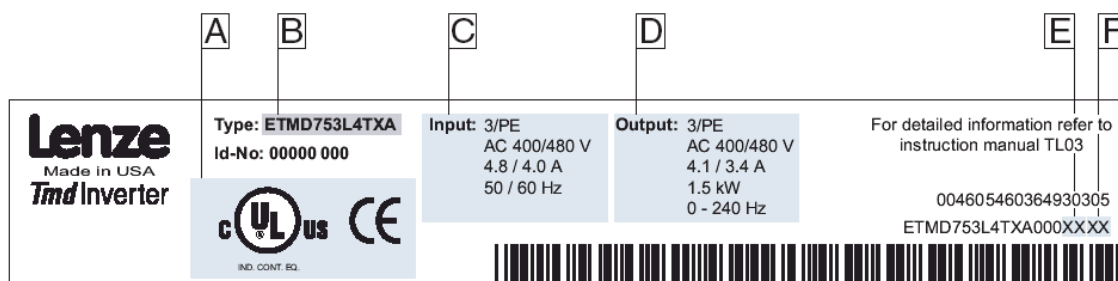 A B C D E F
Lenze
Made in USA
Tmd Inverter
Type: ETMD753L4TXA
Id-No: 00000 000
C UL ® US CE
IND. CONT. EQ.
Input: 3/PE
AC 400/480 V
4.8 / 4.0 A
50 / 60 Hz
Output: 3/PE
AC 400/480 V
4.1 / 3.4 A
1.5 kW
0 - 240 Hz
For detailed information refer to
instruction manual TL03
004605460364930305
ETMD753L4TXA000XXXX